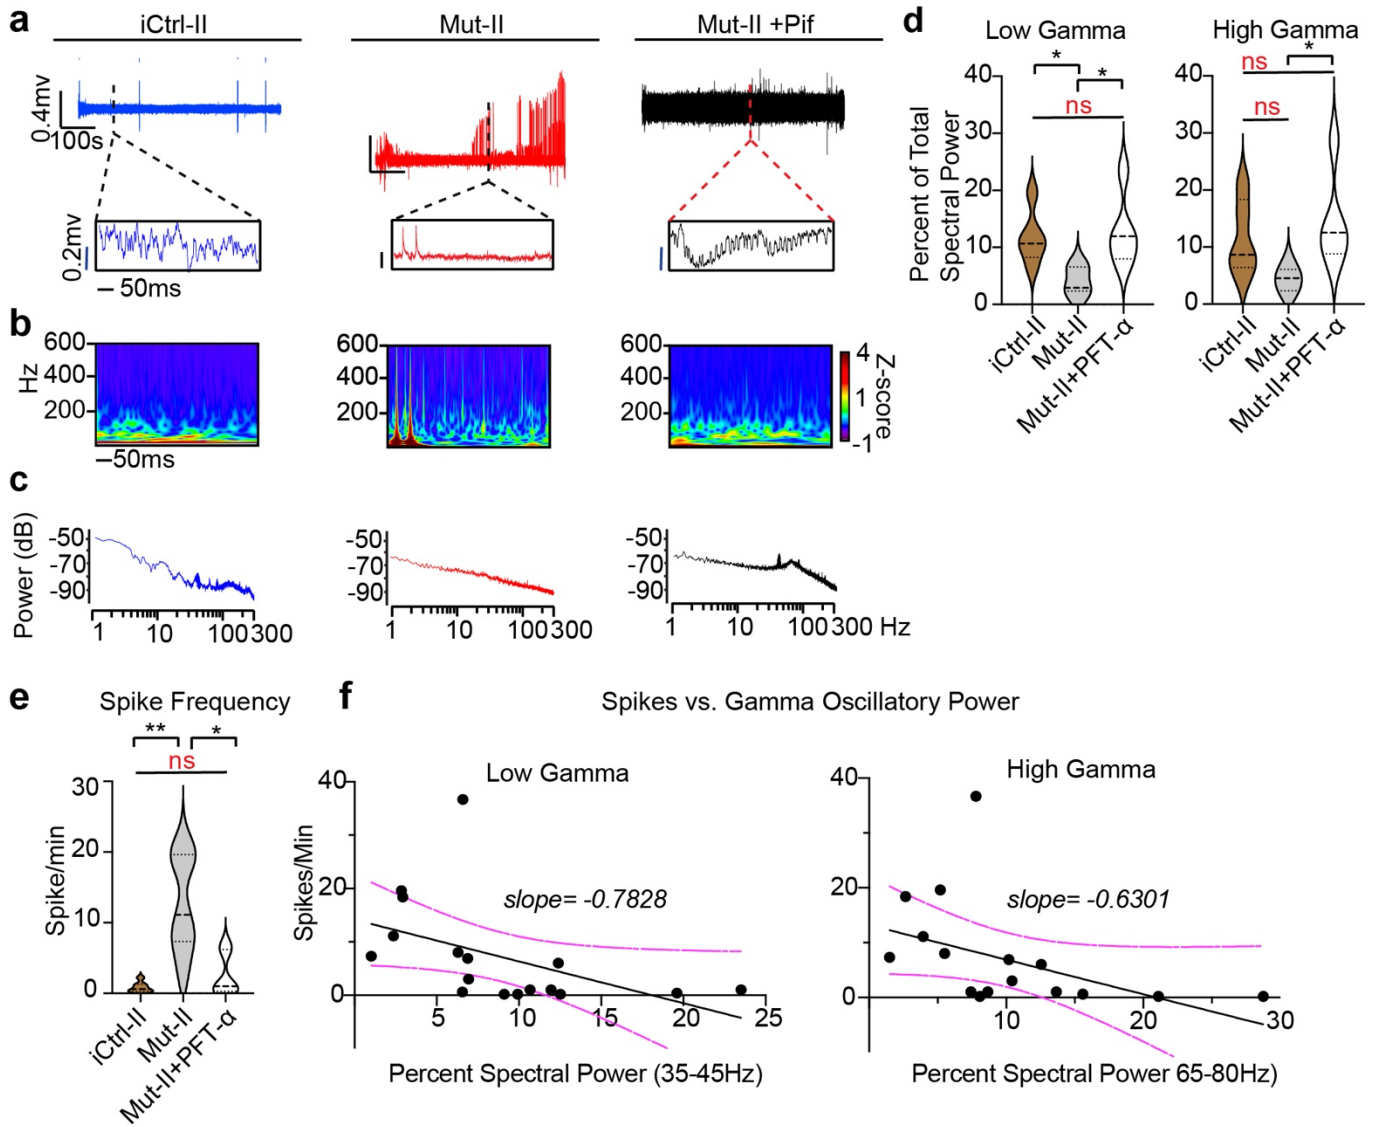 a
iCtrl-II
Mut-II
Mut-II +Pif
0.4mv
100s
0.2mv
50ms
b
Hz
600
400
200
50ms
600
400
200
600
400
200
4
1
-1
Z-score
c
Power (dB)
-50
-70
-90
1 10 100 300
-50
-70
-90
1 10 100 300
-50
-70
-90
1 10 100 300 Hz
d
Low Gamma
High Gamma
Percent of Total
Spectral Power
* *
ns
40
30
20
10
0
iCtrl-II
Mut-II
Mut-II+PFT-α
ns *
ns
40
30
20
10
0
iCtrl-II
Mut-II
Mut-II+PFT-α
e
Spike Frequency
** *
ns
Spike/min
30
20
10
0
iCtrl-II
Mut-II
Mut-II+PFT-α
f
Spikes vs. Gamma Oscillatory Power
Low Gamma
Spikes/Min
40
20
0
slope= -0.7828
5 10 15 20 25
Percent Spectral Power (35-45Hz)
High Gamma
40
20
0
slope= -0.6301
10 20 30
Percent Spectral Power 65-80Hz)